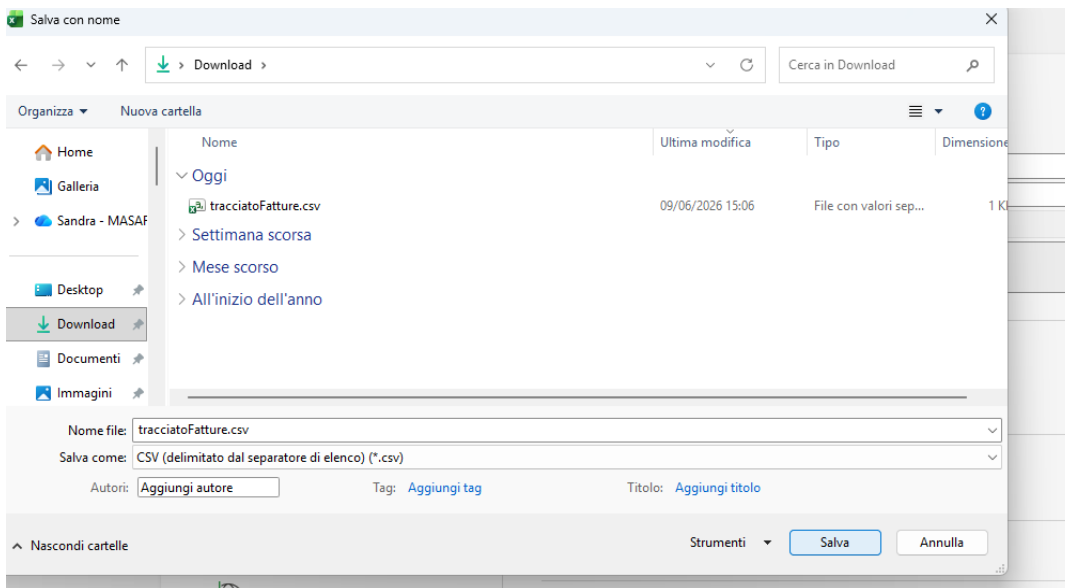 Salva con nome
Download
Cerca in Download
Organizza
Nuova cartella
Home
Galleria
Sandra - MASAF
Desktop
Download
Documenti
Immagini
Nome
Ultima modifica
Tipo
Dimensione
Oggi
tracciatoFatture.csv
09/06/2026 15:06
File con valori sep...
1 K
Settimana scorsa
Mese scorso
All'inizio dell'anno
Nome file: tracciatoFatture.csv
Salva come: CSV (delimitato dal separatore di elenco) (*.csv)
Autori: Aggiungi autore
Tag: Aggiungi tag
Titolo: Aggiungi titolo
Nascondi cartelle
Strumenti
Salva
Annulla